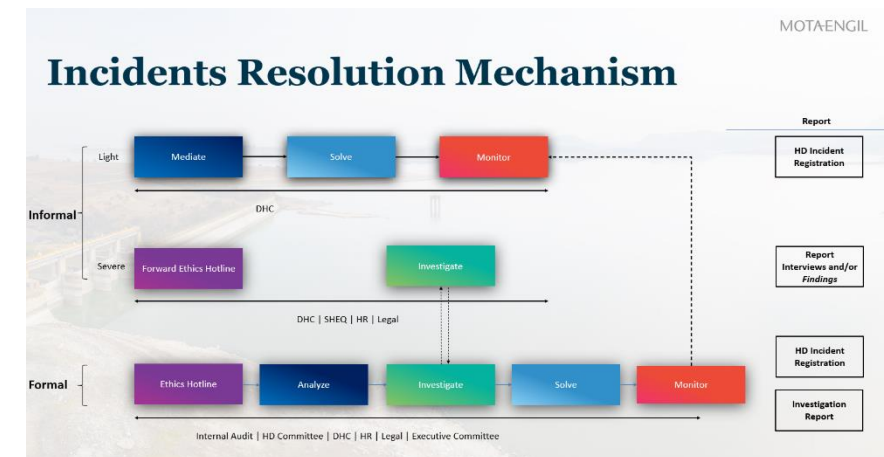 MOTA-ENGIL
Incidents Resolution Mechanism
Report
Light
Mediate
Solve
Monitor
HD Incident
Registration
DHC
Informal
Severe
Forward Ethics Hotline
Investigate
Report
Interviews and/or
Findings
DHC | SHEQ | HR | Legal
HD Incident
Registration
Formal
Ethics Hotline
Analyze
Investigate
Solve
Monitor
Investigation
Report
Internal Audit | HD Committee | DHC | HR | Legal | Executive Committee